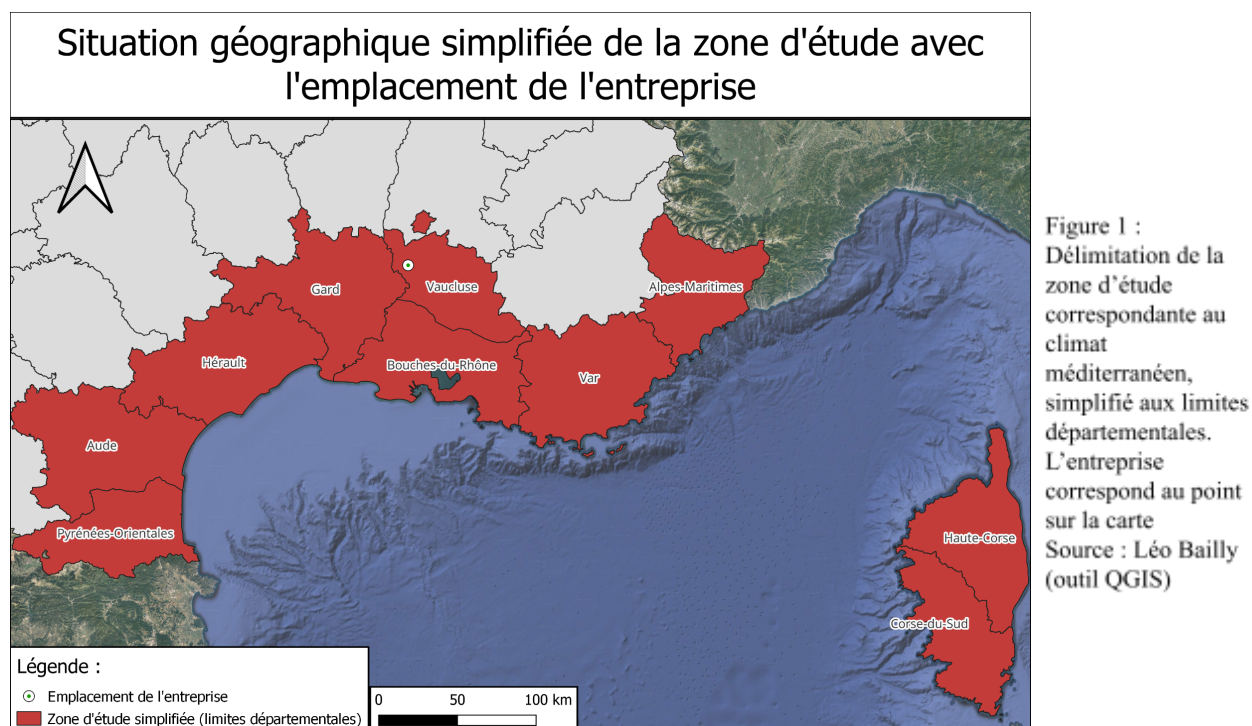 Situation géographique simplifiée de la zone d'étude avec
l'emplacement de l'entreprise
Gard
Vaucluse
Alpes-Maritimes
Hérault
Bouches-du-Rhône
Var
Aude
Pyrénées-Orientales
Haute-Corse
Corse-du-Sud
Légende :
Emplacement de l'entreprise
Zone d'étude simplifiée (limites départementales)
0 50 100 km
Figure 1 :
Délimitation de la
zone d’étude
correspondante au
climat
méditerranéen,
simplifié aux limites
départementales.
L’entreprise
correspond au point
sur la carte
Source : Léo Bailly
(outil QGIS)